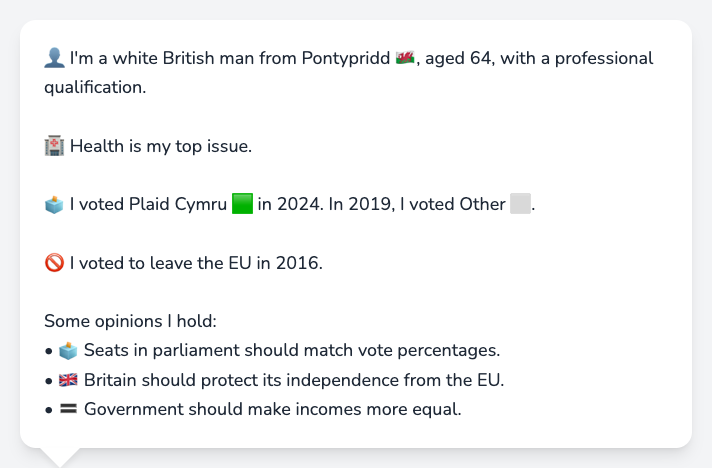 👤 I'm a white British man from Pontypridd 🏴󠁧󠁢󠁷󠁬󠁳󠁿, aged 64, with a professional
qualification.
🏥 Health is my top issue.
🗳️ I voted Plaid Cymru 🟩 in 2024. In 2019, I voted Other ⬜.
🚫 I voted to leave the EU in 2016.
Some opinions I hold:
• 🗳️ Seats in parliament should match vote percentages.
• 🇬🇧 Britain should protect its independence from the EU.
• 🟰 Government should make incomes more equal.